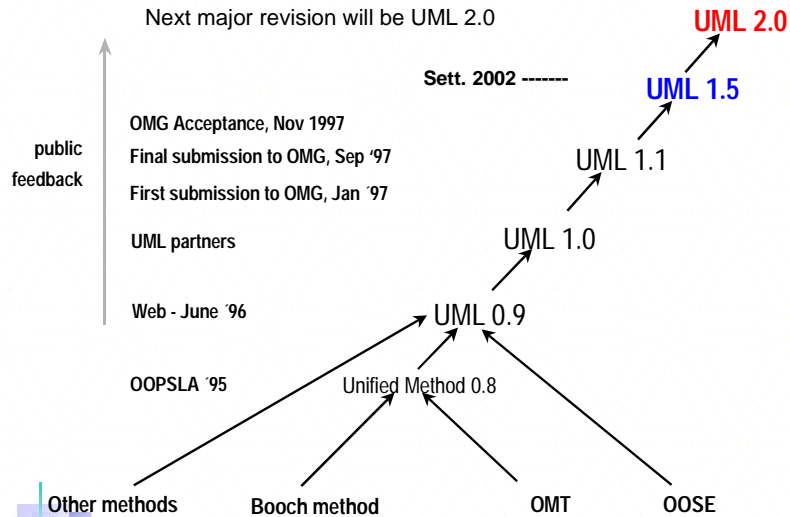 Next major revision will be UML 2.0
UML 2.0
Sett. 2002 -------
UML 1.5
OMG Acceptance, Nov 1997
public
feedback
Final submission to OMG, Sep '97
UML 1.1
First submission to OMG, Jan ´97
UML partners
UML 1.0
Web - June ´96
UML 0.9
OOPSLA ´95
Unified Method 0.8
Other methods
Booch method
OMT
OOSE